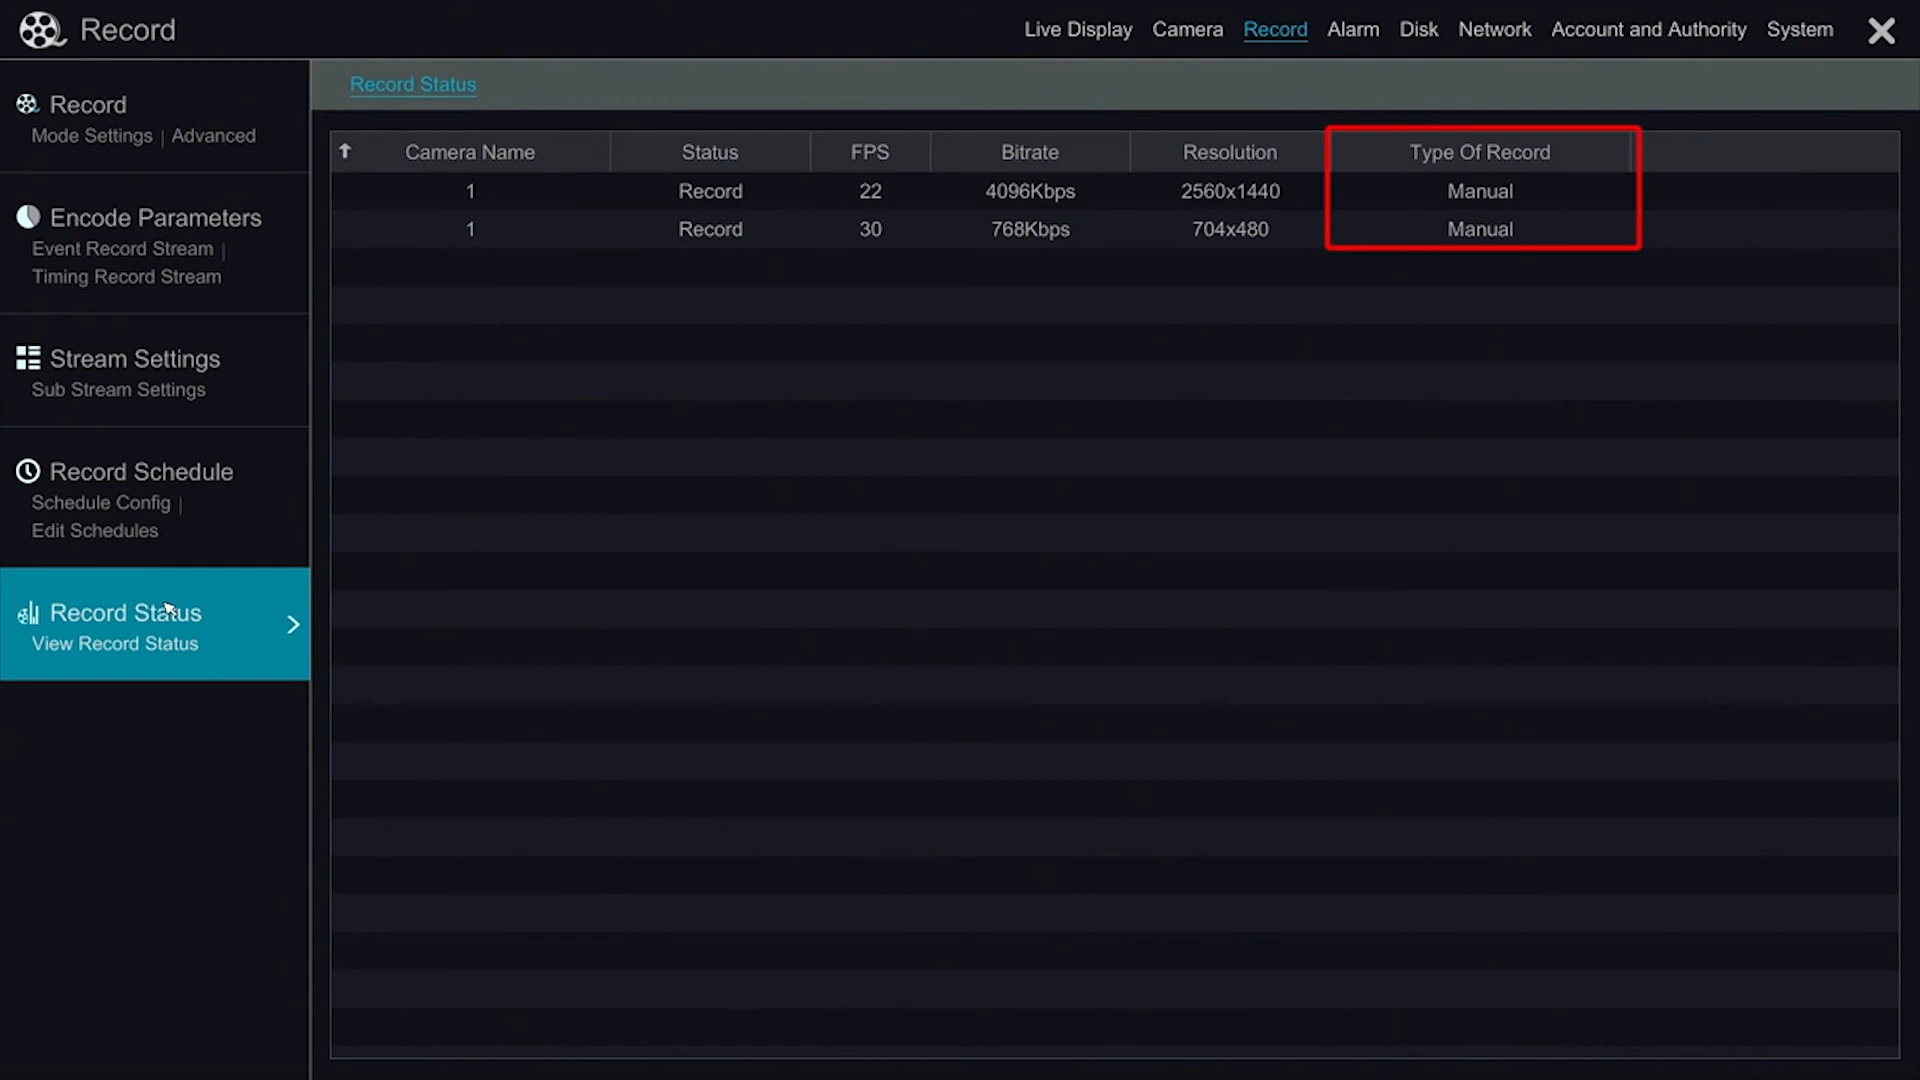 Record
Live Display Camera Record Alarm Disk Network Account and Authority System
Record
Mode Settings | Advanced
Encode Parameters
Event Record Stream |
Timing Record Stream
Stream Settings
Sub Stream Settings
Record Schedule
Schedule Config |
Edit Schedules
Record Status
View Record Status
Record Status
Camera Name Status FPS Bitrate Resolution Type Of Record
1 Record 22 4096Kbps 2560x1440 Manual
1 Record 30 768Kbps 704x480 Manual